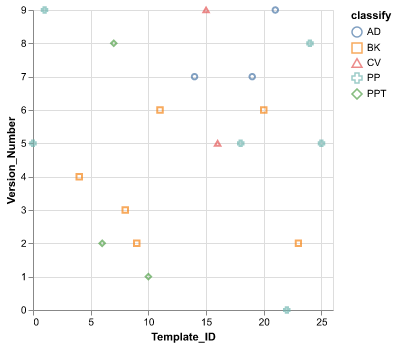 classify
AD
BK
CV
PP
PPT
Version_Number
9
8
7
6
5
4
3
2
1
0
0 5 10 15 20 25
Template_ID